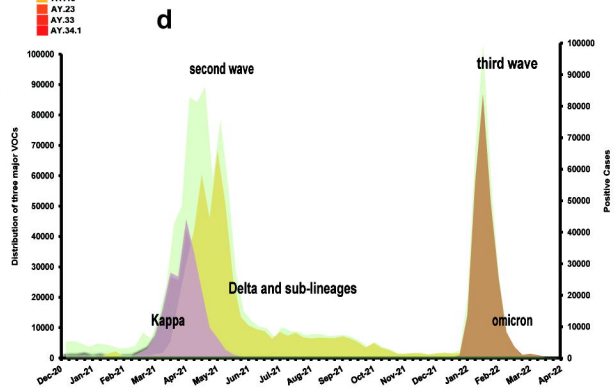 AY.23
AY.33
AY.34.1
d
second wave
third wave
Delta and sub-lineages
Kappa
omicron
Distribution of three major VOCs
100000
90000
80000
70000
60000
50000
40000
30000
20000
10000
0
Positive Cases
100000
90000
80000
70000
60000
50000
40000
30000
20000
10000
0
Dec-20
Jan-21
Feb-21
Mar-21
Apr-21
May-21
Jun-21
Jul-21
Aug-21
Sep-21
Oct-21
Nov-21
Dec-21
Jan-22
Feb-22
Mar-22
Apr-22